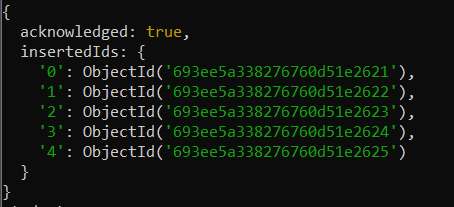 {
  acknowledged: true,
  insertedIds: {
    '0': ObjectId('693ee5a338276760d51e2621'),
    '1': ObjectId('693ee5a338276760d51e2622'),
    '2': ObjectId('693ee5a338276760d51e2623'),
    '3': ObjectId('693ee5a338276760d51e2624'),
    '4': ObjectId('693ee5a338276760d51e2625')
  }
}